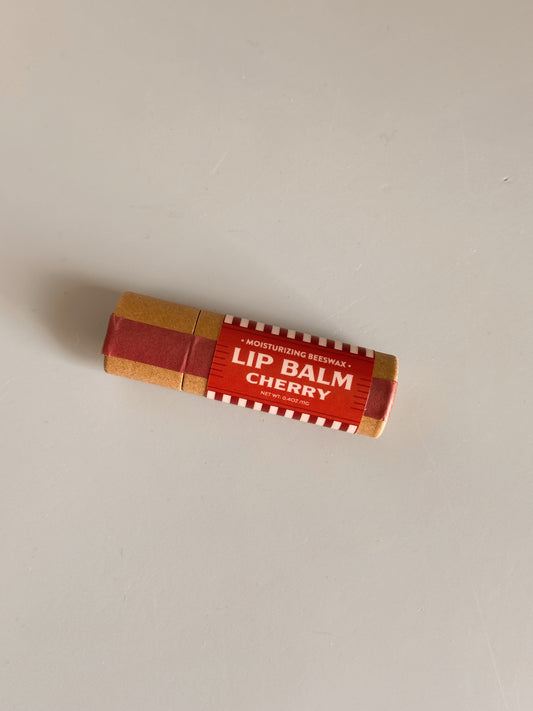 • MOISTURIZING BEESWAX •
LIP BALM
CHERRY
NET WT: 0.4OZ /11G